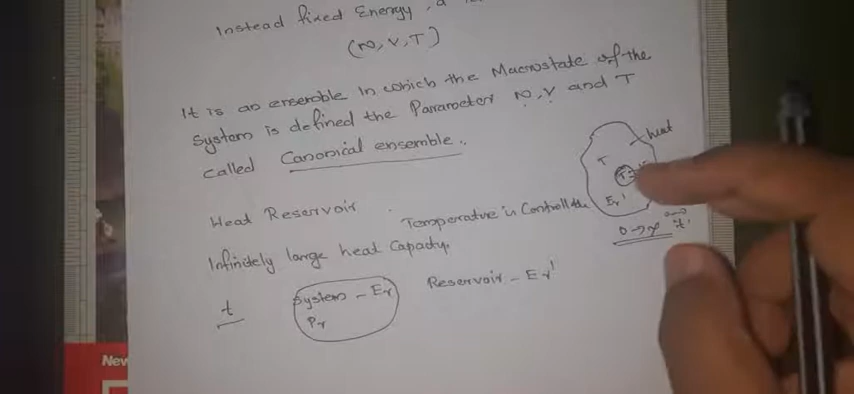 Instead fixed Energy, a
(N, V, T)
It is an ensemble in which the Macrostate of the
system is defined the Parameter N, V and T
called Canonical ensemble.
heat
T
Er'
Heat Reservoir
Temperature is Controll the
0→∞ 't'
Infinitely large heat Capacity.
t
System - Er
Pr
Reservoir - Er'
New